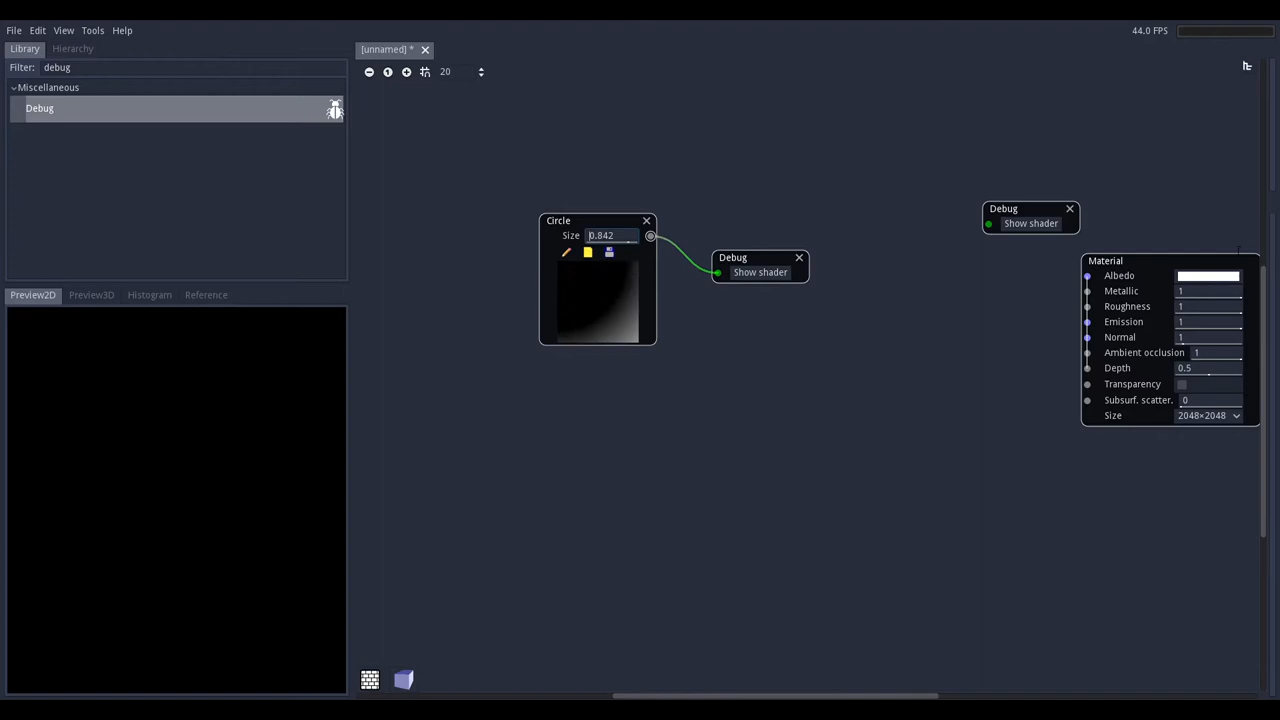 File Edit View Tools Help
44.0 FPS
Library Hierarchy
[unnamed] *
Filter: debug
20
Miscellaneous
Debug
Circle
Size 0.842
Debug
Show shader
Debug
Show shader
Material
Albedo
Metallic 1
Roughness 1
Emission 1
Normal 1
Ambient occlusion 1
Depth 0.5
Transparency
Subsurf. scatter. 0
Size 2048×2048
Preview2D Preview3D Histogram Reference